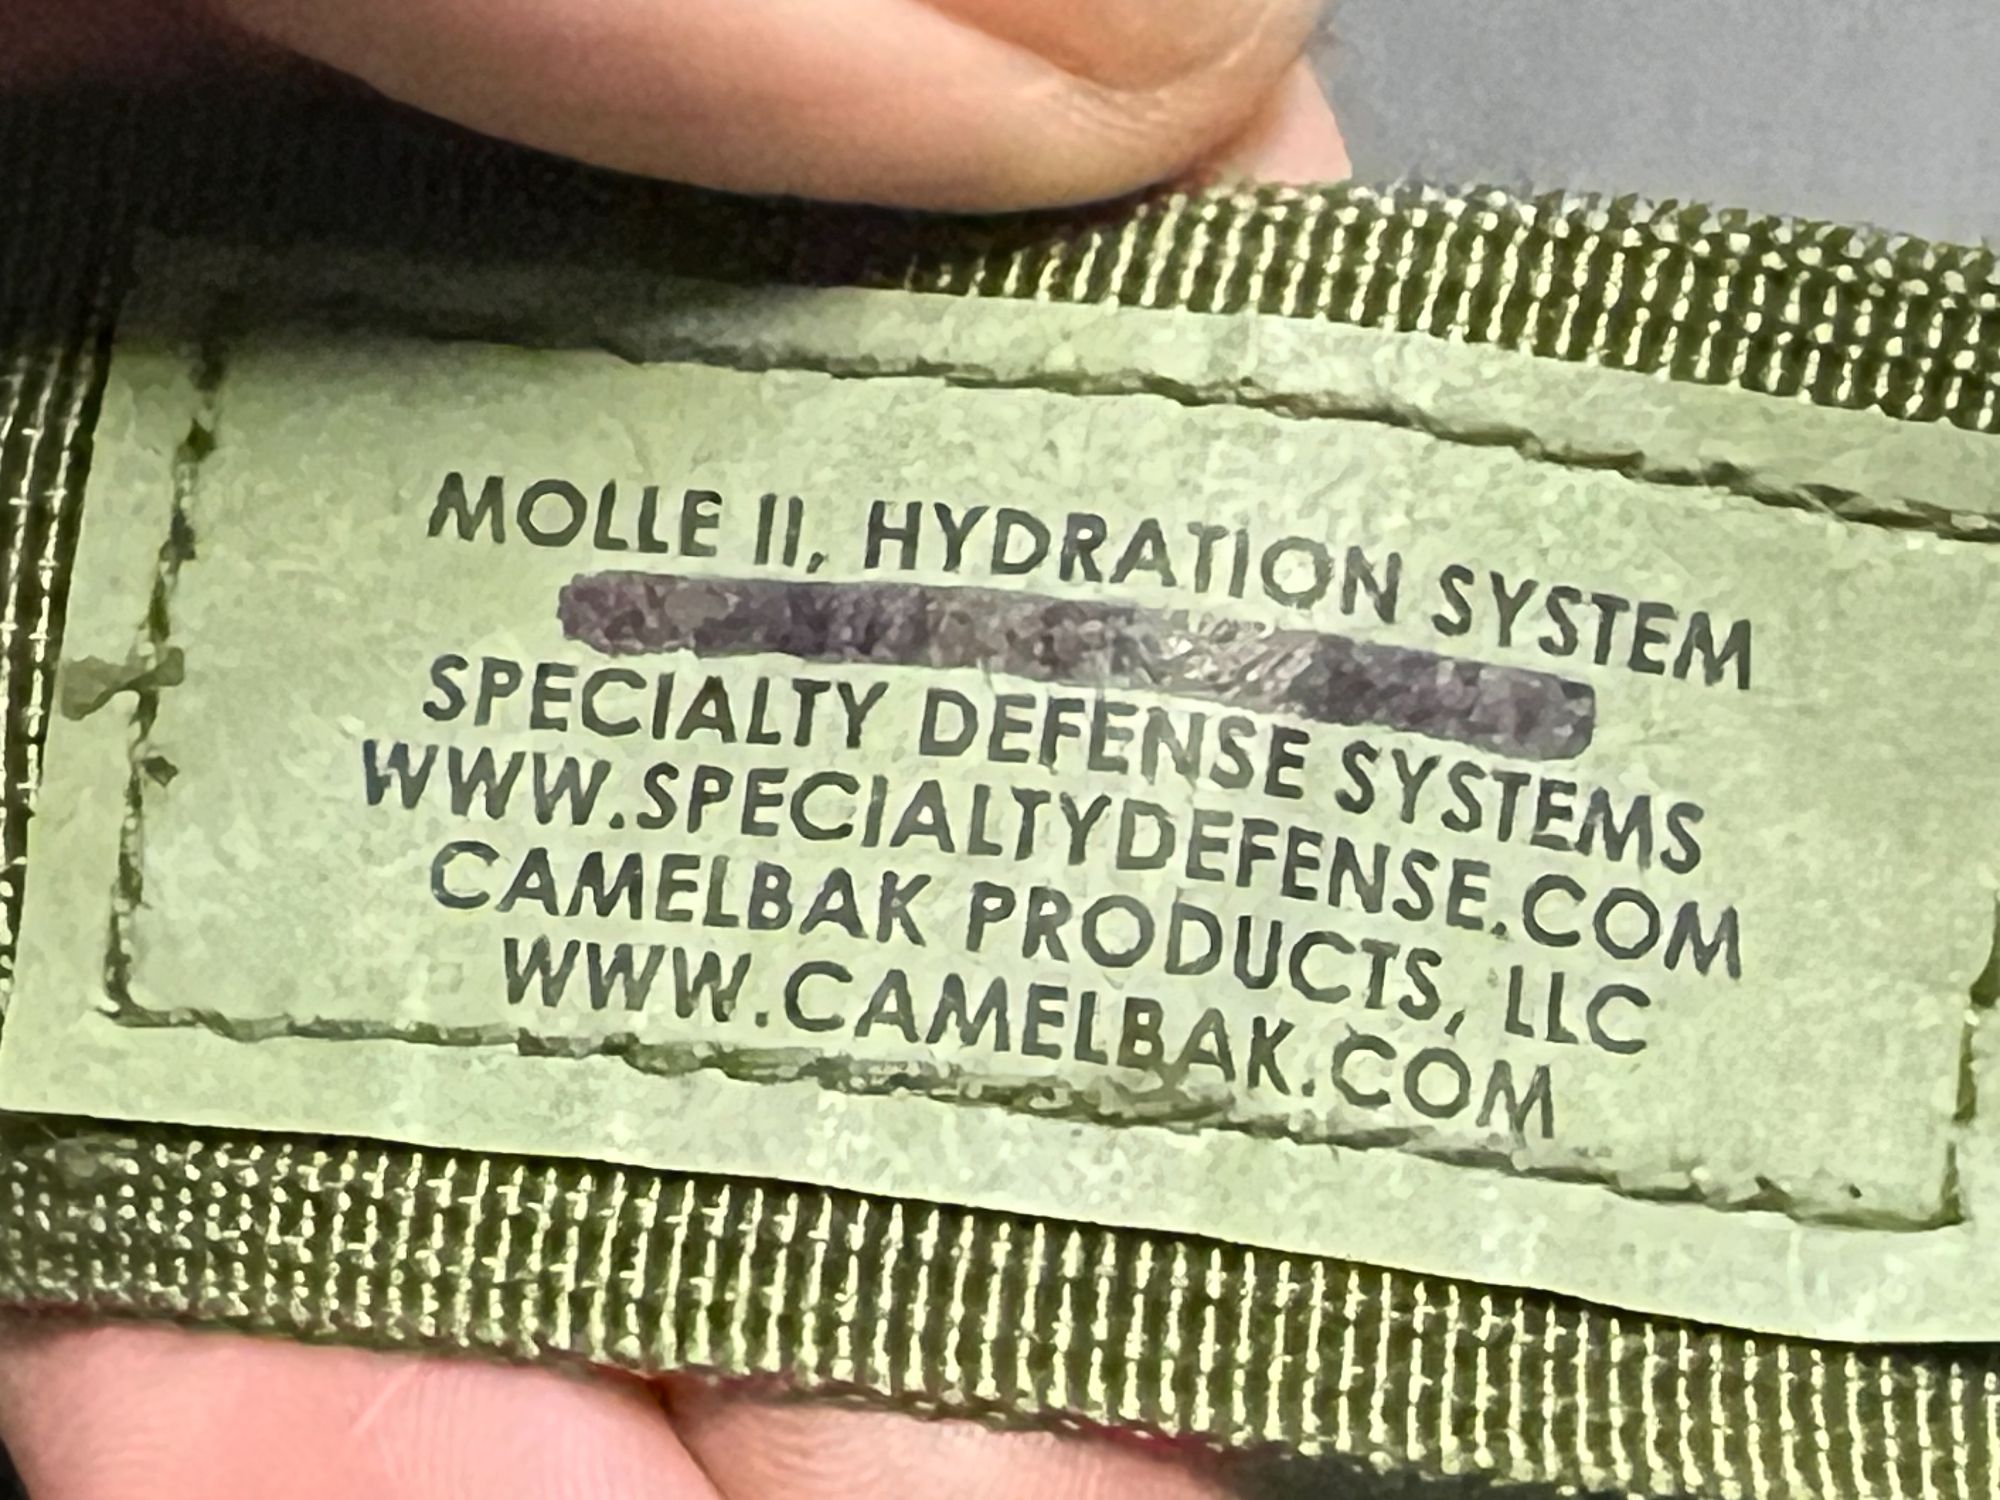 MOLLE II, HYDRATION SYSTEM
SPECIALTY DEFENSE SYSTEMS
WWW.SPECIALTYDEFENSE.COM
CAMELBAK PRODUCTS, LLC
WWW.CAMELBAK.COM